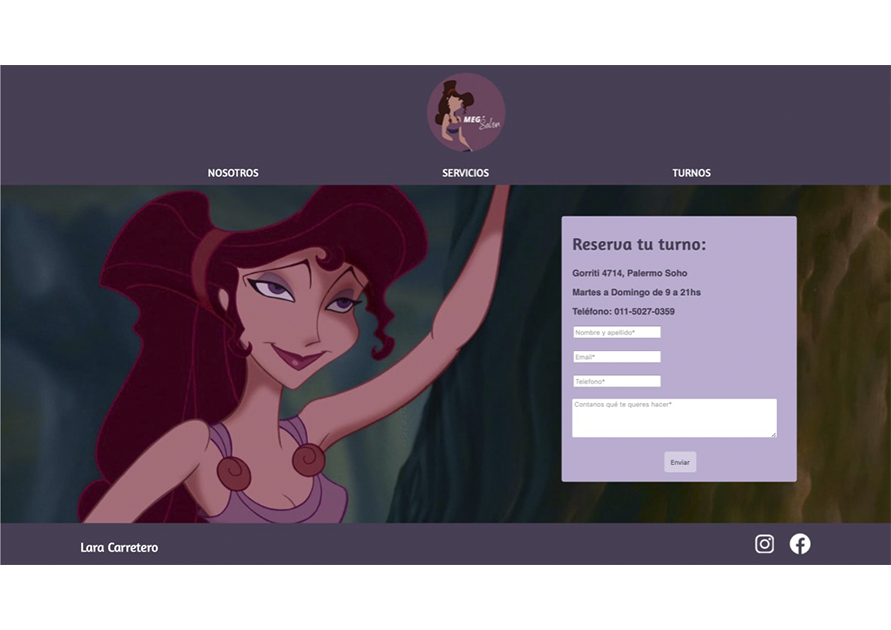 MEG's
Salon
NOSOTROS
SERVICIOS
TURNOS
Reserva tu turno:
Gorriti 4714, Palermo Soho
Martes a Domingo de 9 a 21hs
Teléfono: 011-5027-0359
Nombre y apellido*
Email*
Telefono*
Contanos qué te queres hacer*
Enviar
Lara Carretero